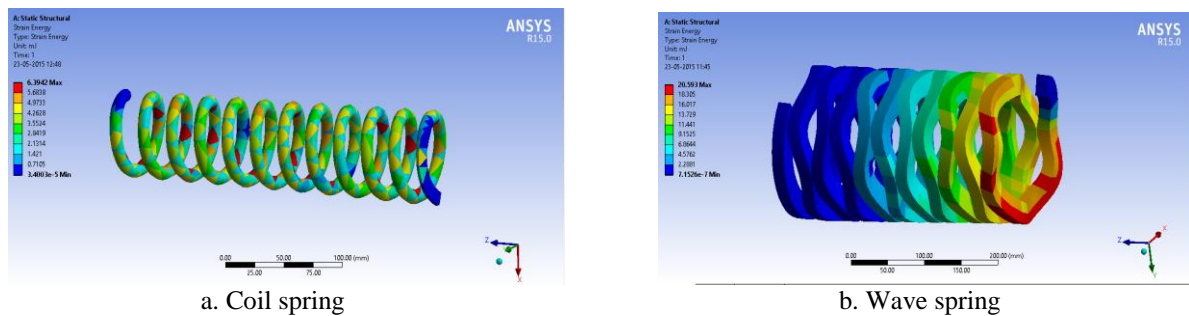 A: Static Structural
Strain Energy
Type: Strain Energy
Unit: mJ
Time: 1
23-05-2015 12:48
6.3942 Max
5.6838
4.9733
4.2628
3.5524
2.8419
2.1314
1.421
0.7105
3.4003e-5 Min
ANSYS
R15.0
0.00 50.00 100.00 (mm)
25.00 75.00
Z
X
a. Coil spring
A: Static Structural
Strain Energy
Type: Strain Energy
Unit: mJ
Time: 1
23-05-2015 11:45
20.593 Max
18.305
16.017
13.729
11.441
9.1525
6.8644
4.5762
2.2881
7.1526e-7 Min
ANSYS
R15.0
0.00 100.00 200.00 (mm)
50.00 150.00
Z
X
Y
b. Wave spring